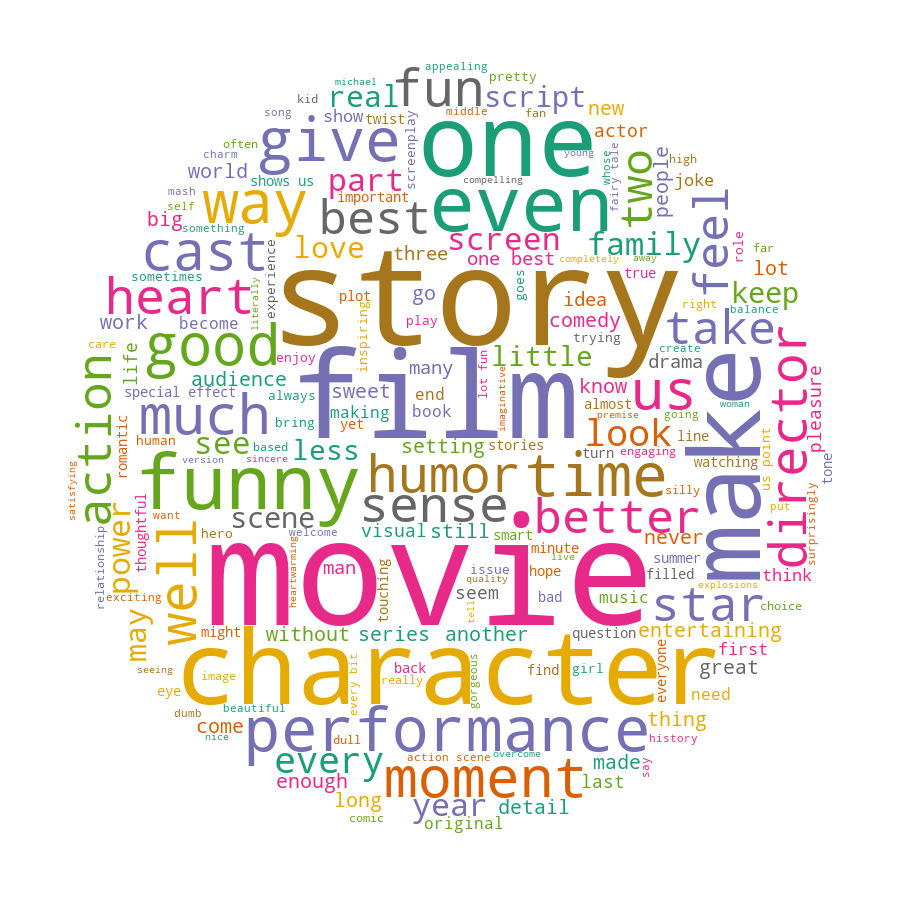 appealing
michael
fun
pretty
real
script
kid
song
show
twist
middle
fan
new
give
one
actor
often
screenplay
charm
world
shows us
part
compelling
young
whose
fairy tale
two
people
high
joke
mash
self
way
important
best
even
something
big
cast
love
three
screen
one best
completely
family
away
feel
role
far
lot
sometimes
experience
story
goes
true
heart
literally
plot
go
idea
right
keep
balance
work
become
play
comedy
trying
take
create
care
life
good
enjoy
inspiring
film
little
lot fun
drama
director
audience
many
know
woman
special effect
always
sweet
end
imaginative
almost
make
pleasure
action
much
bring
making
book
premise
going
us
yet
look
line
human
romantic
see
based
less
setting
stories
turn
engaging
watching
us point
tone
version
sincere
funny
humor
time
satisfying
thoughtful
silly
surprisingly
want
sense
put
power
scene
better
well
hero
welcome
visual
still
smart
never
relationship
heartwarming
movie
minute
summer
man
touching
issue
hope
live
filled
think
exciting
quality
seem
bad
music
explosions
star
choice
may
might
without
series
tell
another
question
entertaining
first
seeing
character
back
find
girl
everyone
great
image
every bit
really
gorgeous
eye
need
beautiful
dumb
come
performance
thing
nice
dull
history
every
action scene
overcome
made
say
enough
moment
last
long
year
detail
comic
original